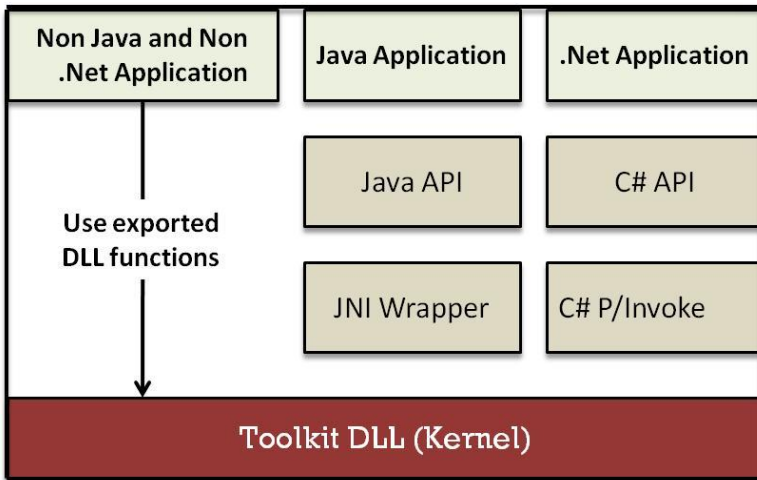 Non Java and Non
.Net Application
Java Application
.Net Application
Java API
C# API
Use exported
DLL functions
JNI Wrapper
C# P/Invoke
Toolkit DLL (Kernel)